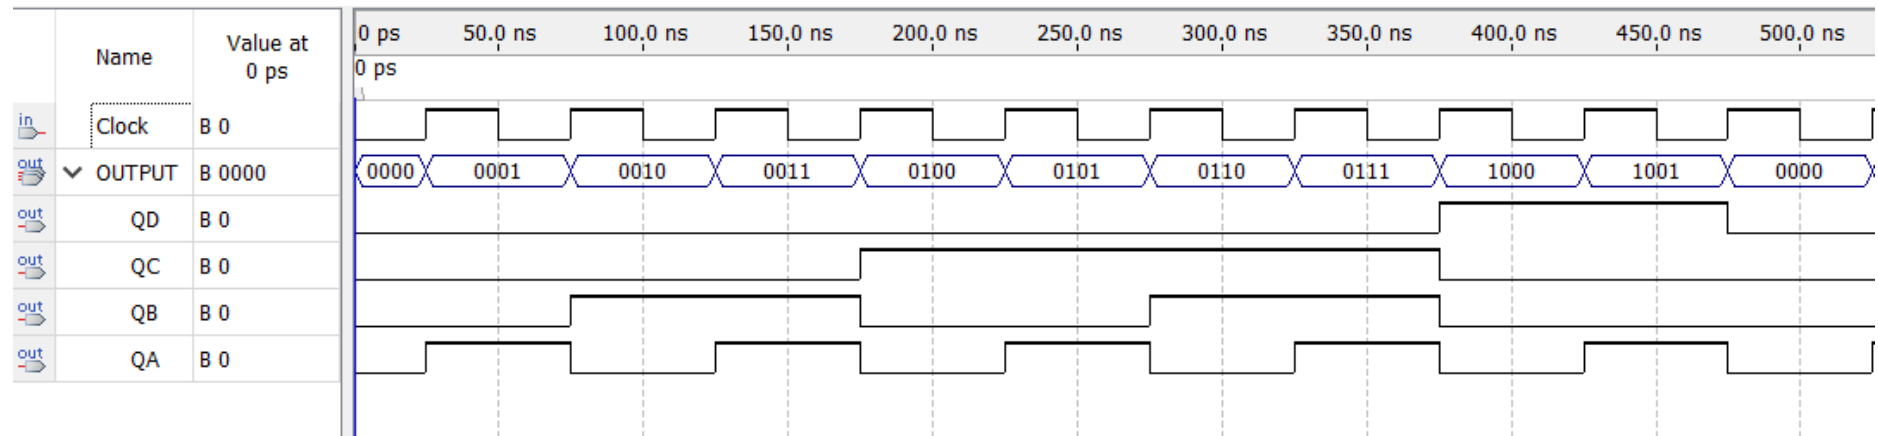 Name Value at 0 ps
0 ps 50.0 ns 100.0 ns 150.0 ns 200.0 ns 250.0 ns 300.0 ns 350.0 ns 400.0 ns 450.0 ns 500.0 ns
0 ps
in Clock B 0
out OUTPUT B 0000 0000 0001 0010 0011 0100 0101 0110 0111 1000 1001 0000
out QD B 0
out QC B 0
out QB B 0
out QA B 0